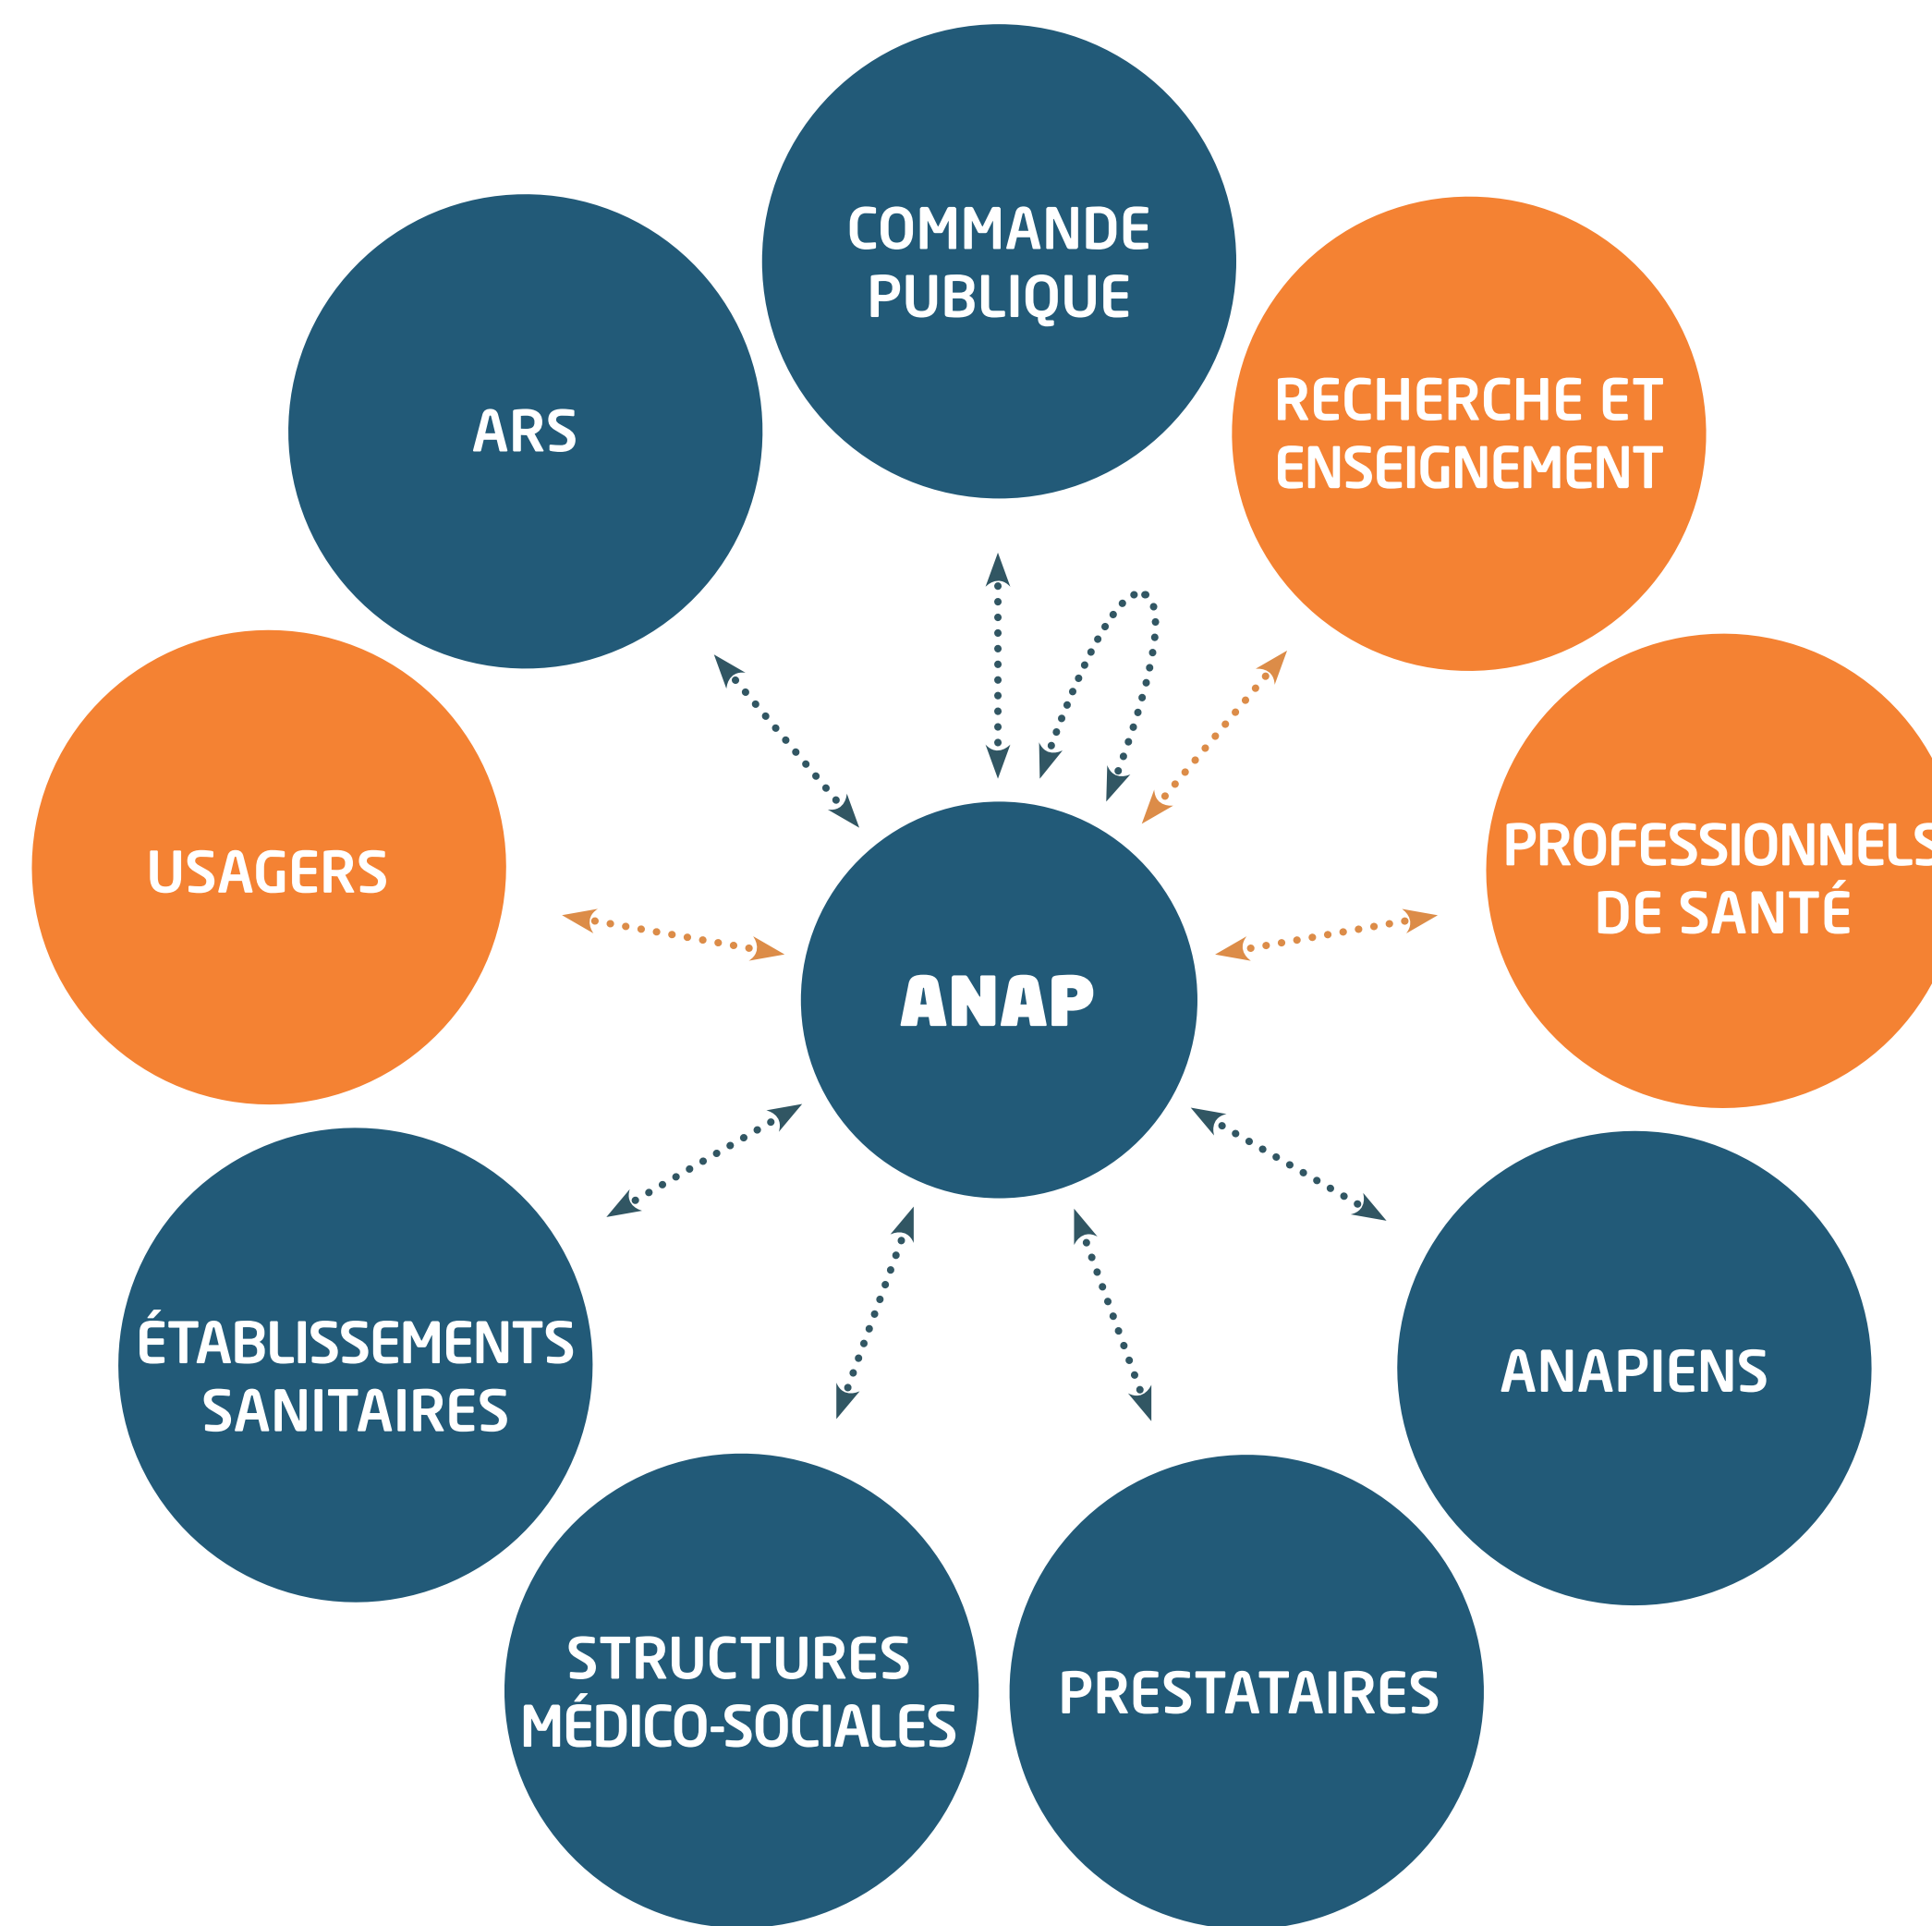 COMMANDE
PUBLIQUE
ARS
RECHERCHE ET
ENSEIGNEMENT
USAGERS
PROFESSIONNELS
DE SANTÉ
ANAP
ÉTABLISSEMENTS
SANITAIRES
ANAPIENS
STRUCTURES
MÉDICO-SOCIALES
PRESTATAIRES